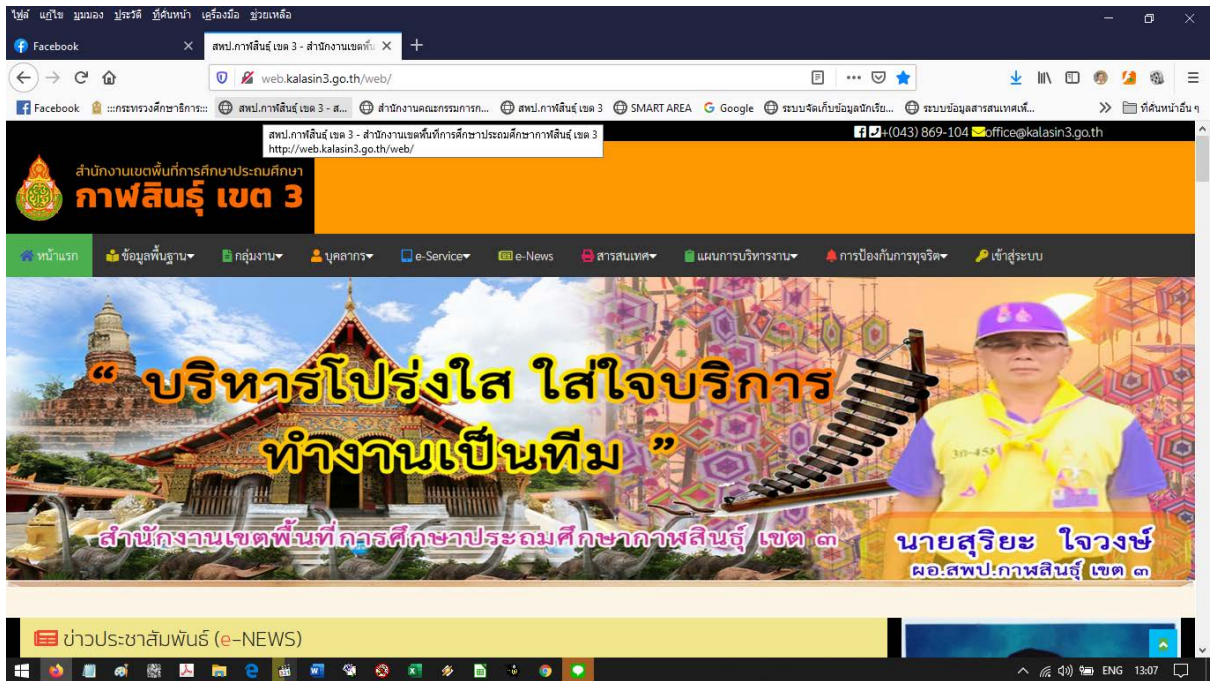 ไฟล์ แก้ไข มุมมอง ประวัติ ที่คั่นหน้า เครื่องมือ ช่วยเหลือ
Facebook สพป.กาฬสินธุ์ เขต 3 - สำนักงานเขตพื้น
web.kalasin3.go.th/web/
Facebook :::กระทรวงศึกษาธิการ::: สพป.กาฬสินธุ์ เขต 3 - ส... สำนักงานคณะกรรมการก... สพป.กาฬสินธุ์ เขต 3 SMART AREA Google ระบบจัดเก็บข้อมูลนักเรีย... ระบบข้อมูลสารสนเทศเพื่... ที่คั่นหน้าอื่น ๆ
สพป.กาฬสินธุ์ เขต 3 - สำนักงานเขตพื้นที่การศึกษาประถมศึกษากาฬสินธุ์ เขต 3
http://web.kalasin3.go.th/web/
+(043) 869-104 office@kalasin3.go.th
สำนักงานเขตพื้นที่การศึกษาประถมศึกษา
กาฬสินธุ์ เขต 3
หน้าแรก ข้อมูลพื้นฐาน กลุ่มงาน บุคลากร e-Service e-News สารสนเทศ แผนการบริหารงาน การป้องกันการทุจริต เข้าสู่ระบบ
“ บริหารโปร่งใส ใส่ใจบริการ
ทำงานเป็นทีม ”
สำนักงานเขตพื้นที่การศึกษาประถมศึกษากาฬสินธุ์ เขต ๓
นายสุริยะ ใจวงษ์
ผอ.สพป.กาฬสินธุ์ เขต ๓
ข่าวประชาสัมพันธ์ (e-NEWS)
ENG 13:07